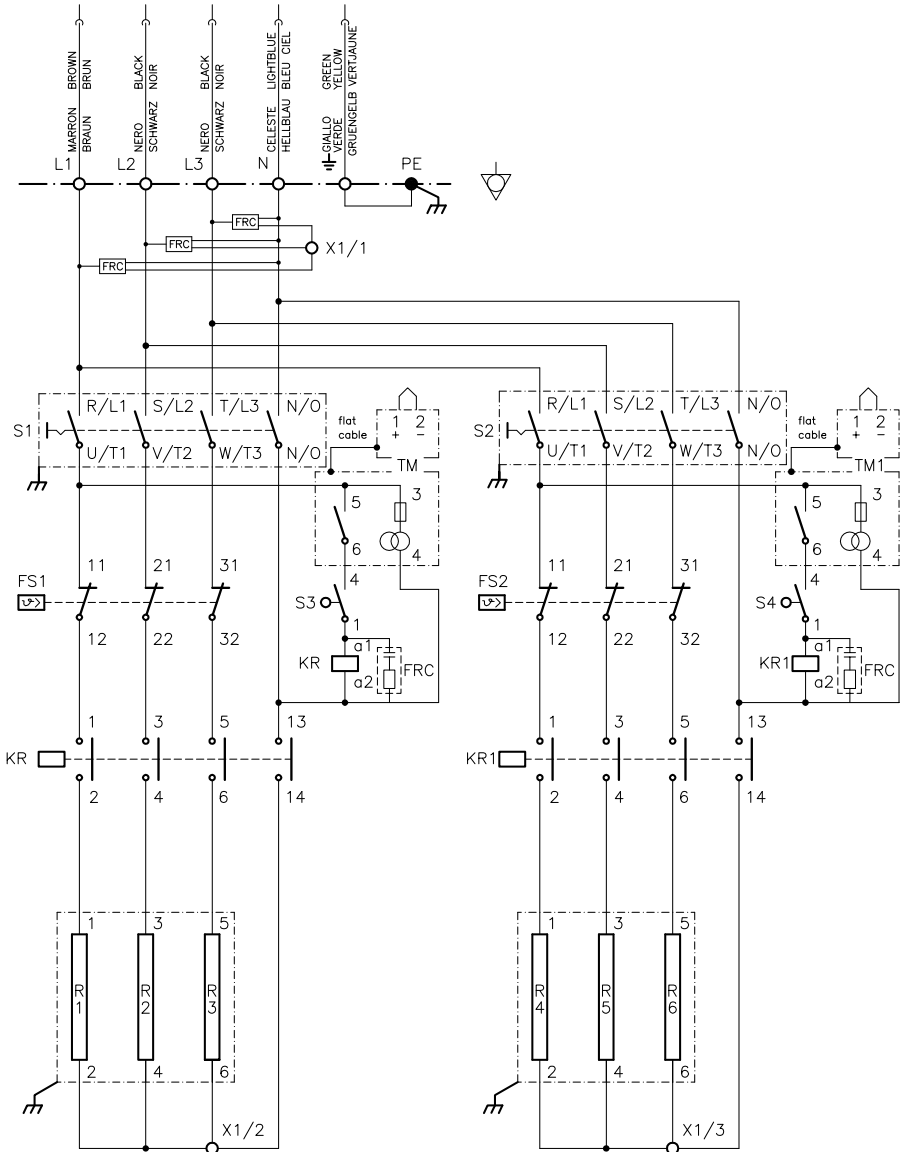 MARRON BROWN
BRAUN BRUN
NERO BLACK
SCHWARZ NOIR
NERO BLACK
SCHWARZ NOIR
CELESTE LIGHTBLUE
HELLBLAU BLEU CIEL
GIALLO GREEN
VERDE YELLOW
GRUENGELB VERTJAUNE
L1 L2 L3 N PE
FRC
FRC X1/1
FRC
R/L1 S/L2 T/L3 N/O
S1
U/T1 V/T2 W/T3 N/O
flat
cable
1 2
+ −
TM
R/L1 S/L2 T/L3 N/O
S2
U/T1 V/T2 W/T3 N/O
flat
cable
1 2
+ −
TM1
5 3
6 4
5 3
6 4
11 21 31
FS1
12 22 32
4
S3
1
a1
KR
a2 FRC
11 21 31
FS2
12 22 32
4
S4
1
a1
KR1
a2 FRC
1 3 5 13
KR
2 4 6 14
1 3 5 13
KR1
2 4 6 14
1 3 5
R1 R2 R3
2 4 6
X1/2
1 3 5
R4 R5 R6
2 4 6
X1/3